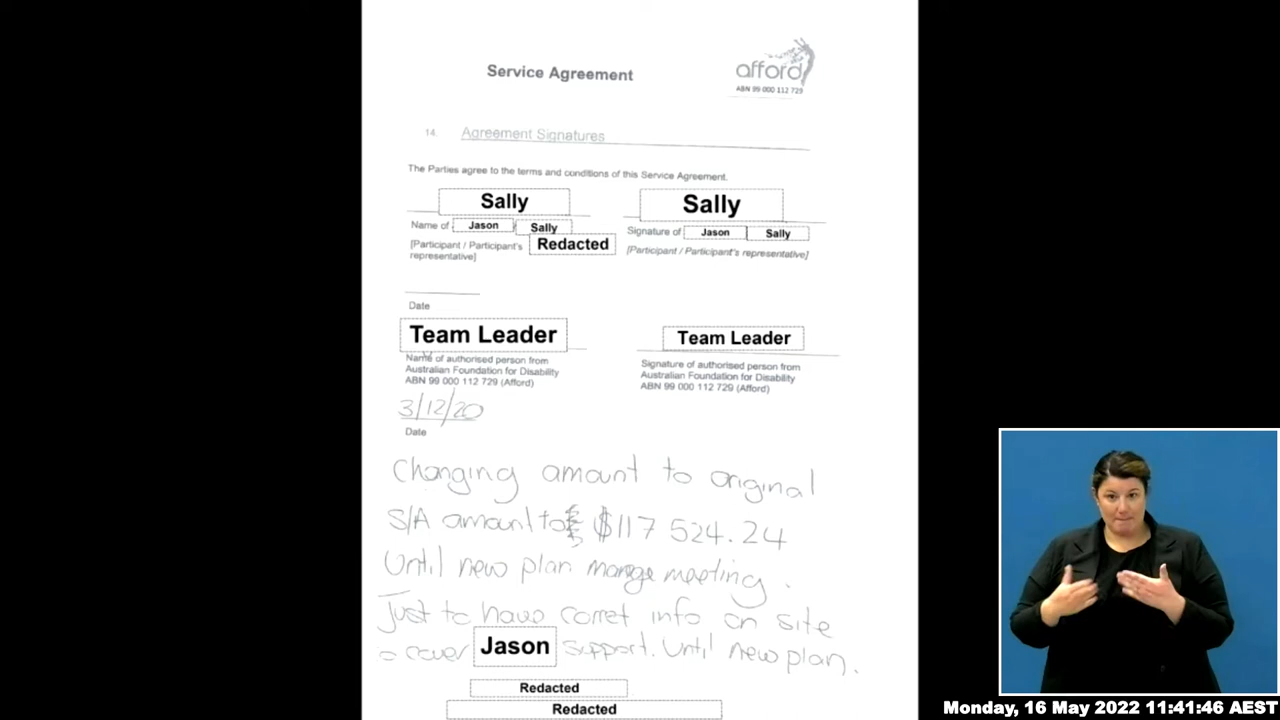 Service Agreement
afford
ABN 99 000 112 729
14. Agreement Signatures
The Parties agree to the terms and conditions of this Service Agreement.
Sally
Sally
Name of Jason Sally
Signature of Jason Sally
[Participant / Participant's representative] Redacted
[Participant / Participant's representative]
Date
Team Leader
Team Leader
Name of authorised person from
Australian Foundation for Disability
ABN 99 000 112 729 (Afford)
Signature of authorised person from
Australian Foundation for Disability
ABN 99 000 112 729 (Afford)
3/12/20
Date
Changing amount to original
S/A amount to $117 524.24
Until new plan manage meeting.
Just to have corret info on site
cover Jason support. Until new plan.
Redacted
Redacted
Monday, 16 May 2022 11:41:46 AEST